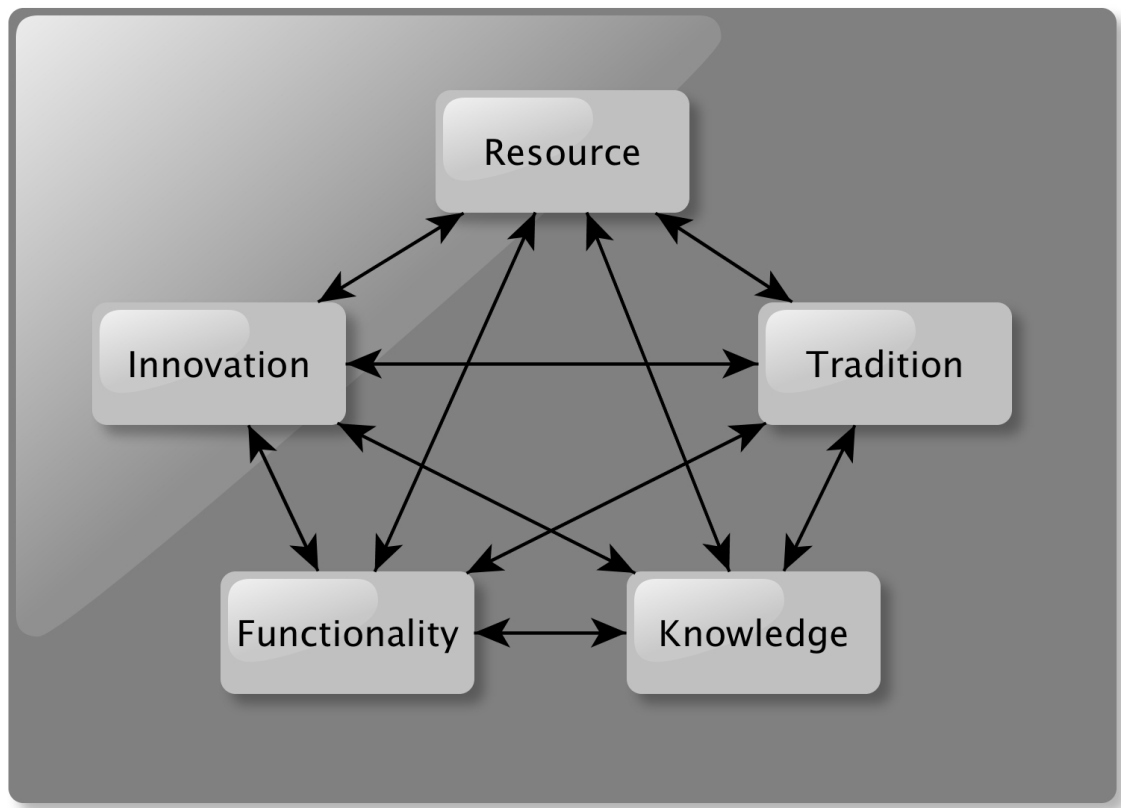 Resource
Innovation
Tradition
Functionality
Knowledge